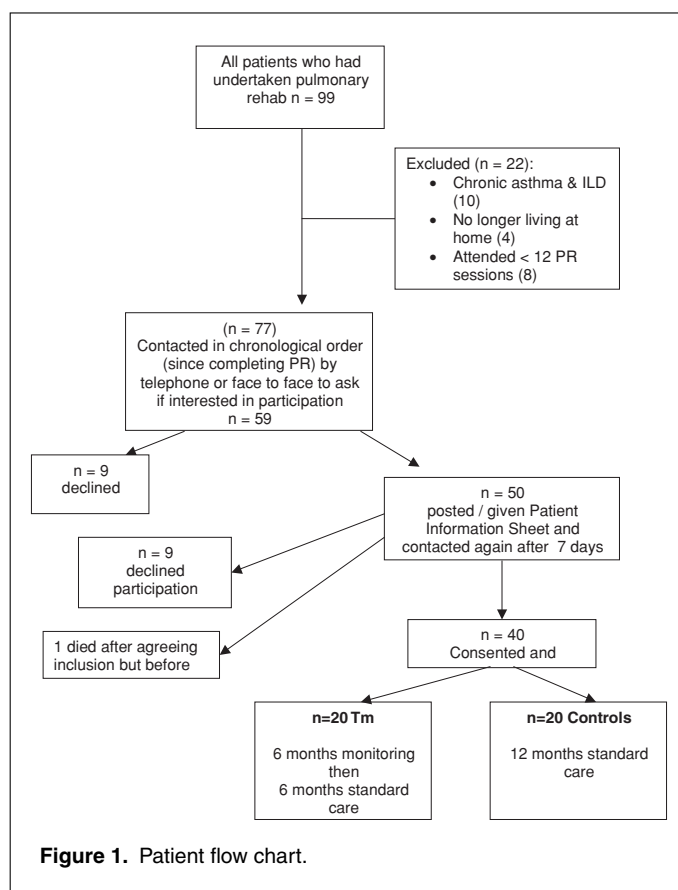 All patients who had
undertaken pulmonary
rehab n = 99
Excluded (n = 22):
• Chronic asthma & ILD
(10)
• No longer living at
home (4)
• Attended < 12 PR
sessions (8)
(n = 77)
Contacted in chronological order
(since completing PR) by
telephone or face to face to ask
if interested in participation
n = 59
n = 9
declined
n = 50
posted / given Patient
Information Sheet and
contacted again after 7 days
n = 9
declined
participation
1 died after agreeing
inclusion but before
n = 40
Consented and
n=20 Tm
6 months monitoring
then
6 months standard
care
n=20 Controls
12 months standard
care
Figure 1. Patient flow chart.